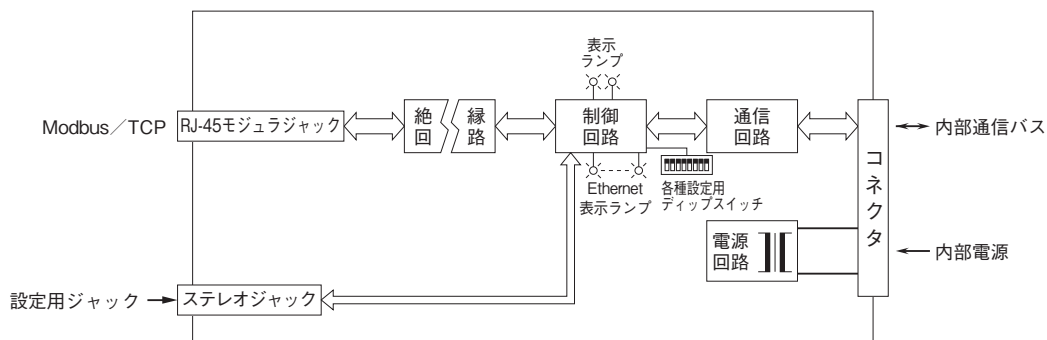 表示
ランプ
Modbus／TCP
RJ-45モジュラジャック
絶 縁
回 路
制御
回路
通信
回路
内部通信バス
コネクタ
Ethernet
表示ランプ
各種設定用
ディップスイッチ
電源
回路
内部電源
設定用ジャック
ステレオジャック